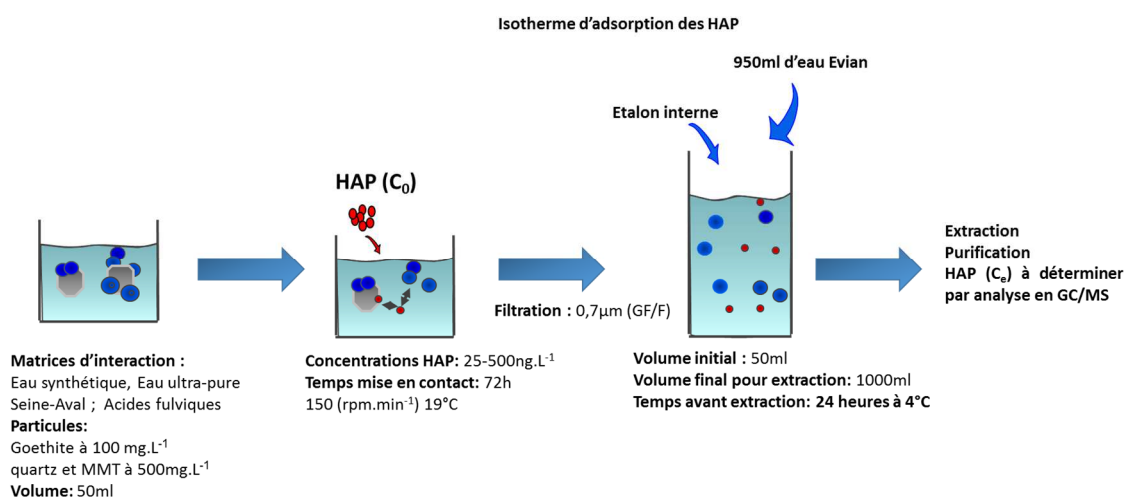 Isotherme d’adsorption des HAP
950ml d’eau Evian
Etalon interne
HAP (C₀)
Extraction
Purification
HAP (Cₑ) à déterminer
par analyse en GC/MS
Filtration : 0,7µm (GF/F)
Matrices d’interaction :
Eau synthétique, Eau ultra-pure
Seine-Aval ; Acides fulviques
Particules:
Goethite à 100 mg.L⁻¹
quartz et MMT à 500mg.L⁻¹
Volume: 50ml
Concentrations HAP: 25-500ng.L⁻¹
Temps mise en contact: 72h
150 (rpm.min⁻¹) 19°C
Volume initial : 50ml
Volume final pour extraction: 1000ml
Temps avant extraction: 24 heures à 4°C